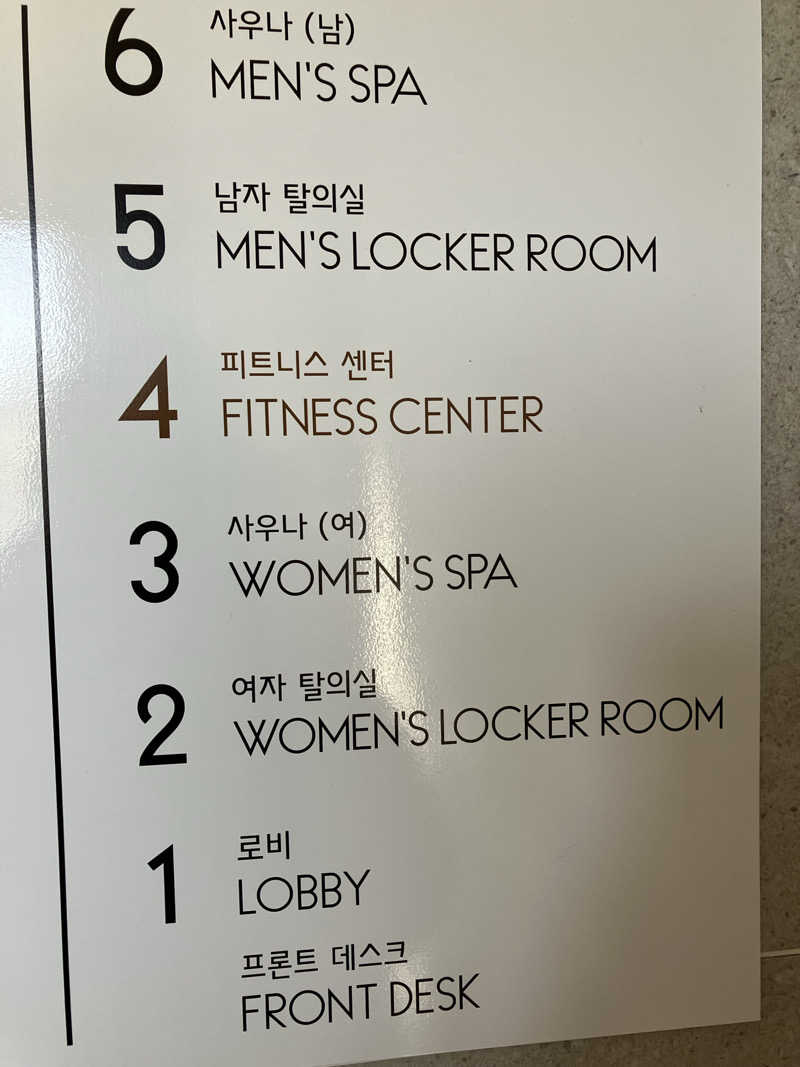 6 사우나 (남)
MEN'S SPA
5 남자 탈의실
MEN'S LOCKER ROOM
4 피트니스 센터
FITNESS CENTER
3 사우나 (여)
WOMEN'S SPA
2 여자 탈의실
WOMEN'S LOCKER ROOM
1 로비
LOBBY
프론트 데스크
FRONT DESK